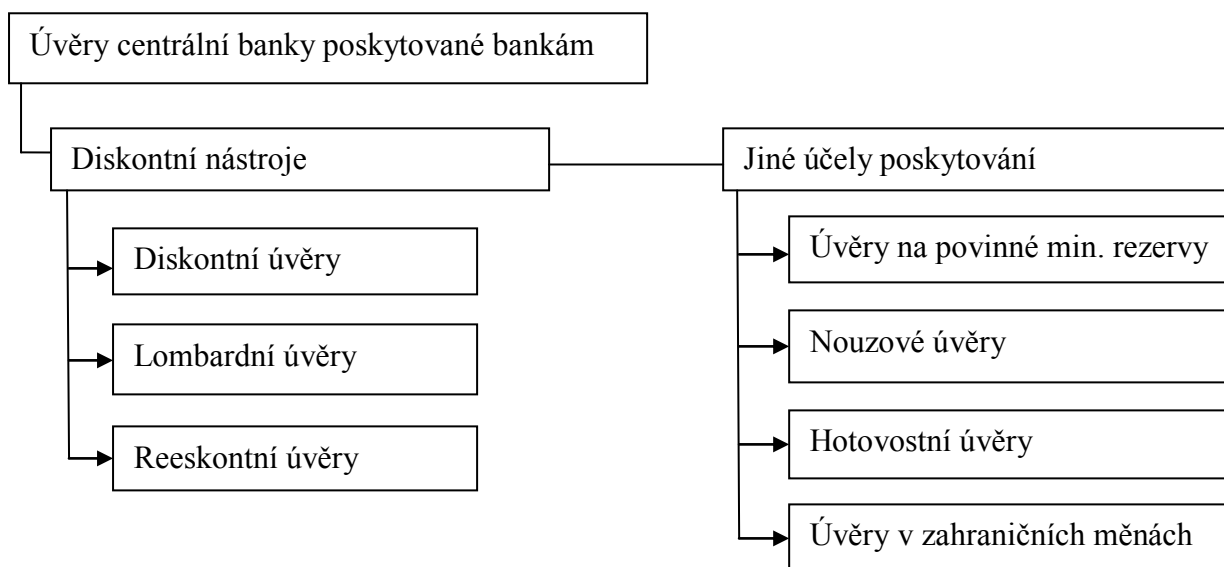 Úvěry centrální banky poskytované bankám
Diskontní nástroje
Diskontní úvěry
Lombardní úvěry
Reeskontní úvěry
Jiné účely poskytování
Úvěry na povinné min. rezervy
Nouzové úvěry
Hotovostní úvěry
Úvěry v zahraničních měnách